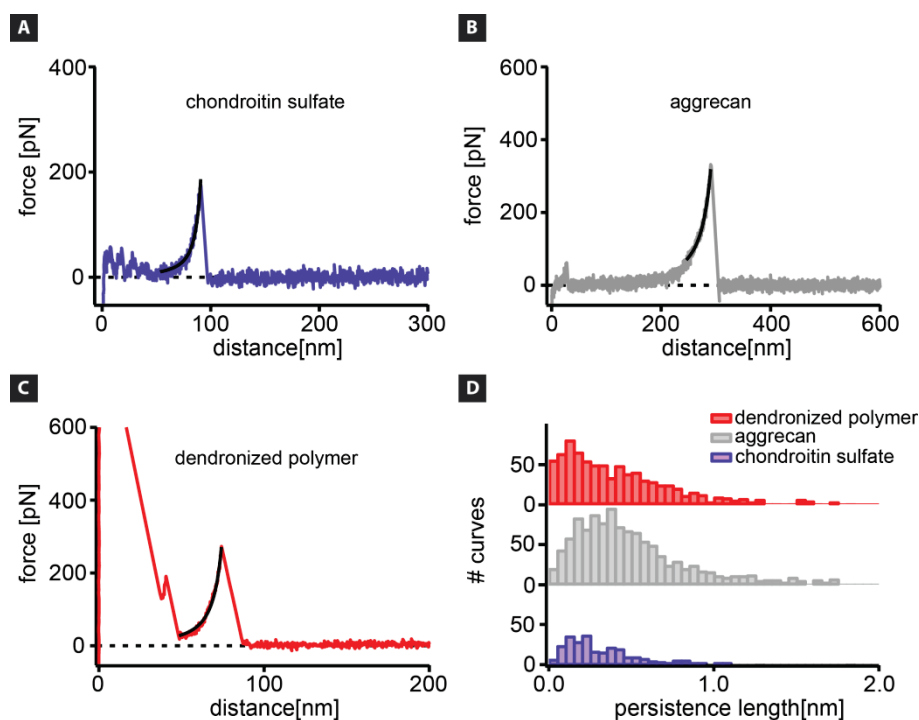 A
400
chondroitin sulfate
200
0
force [pN]
0
100
200
300
distance[nm]
B
600
aggrecan
400
200
0
force [pN]
0
200
400
600
distance[nm]
C
600
dendronized polymer
400
200
0
force [pN]
0
100
200
distance[nm]
D
dendronized polymer
aggrecan
chondroitin sulfate
50
0
50
0
50
0
# curves
0.0
1.0
2.0
persistence length[nm]